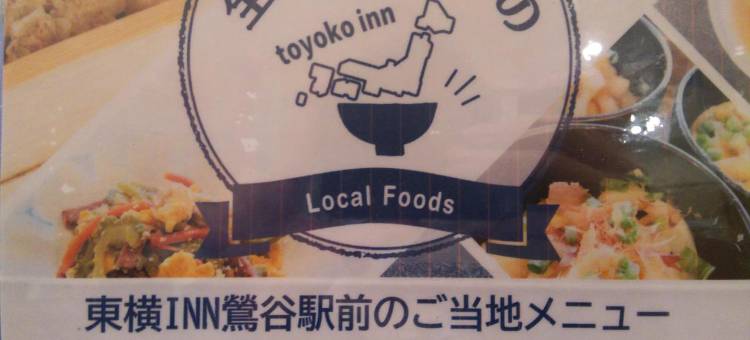 の
toyoko inn
Local Foods
東横INN鶯谷駅前のご当地メニュー